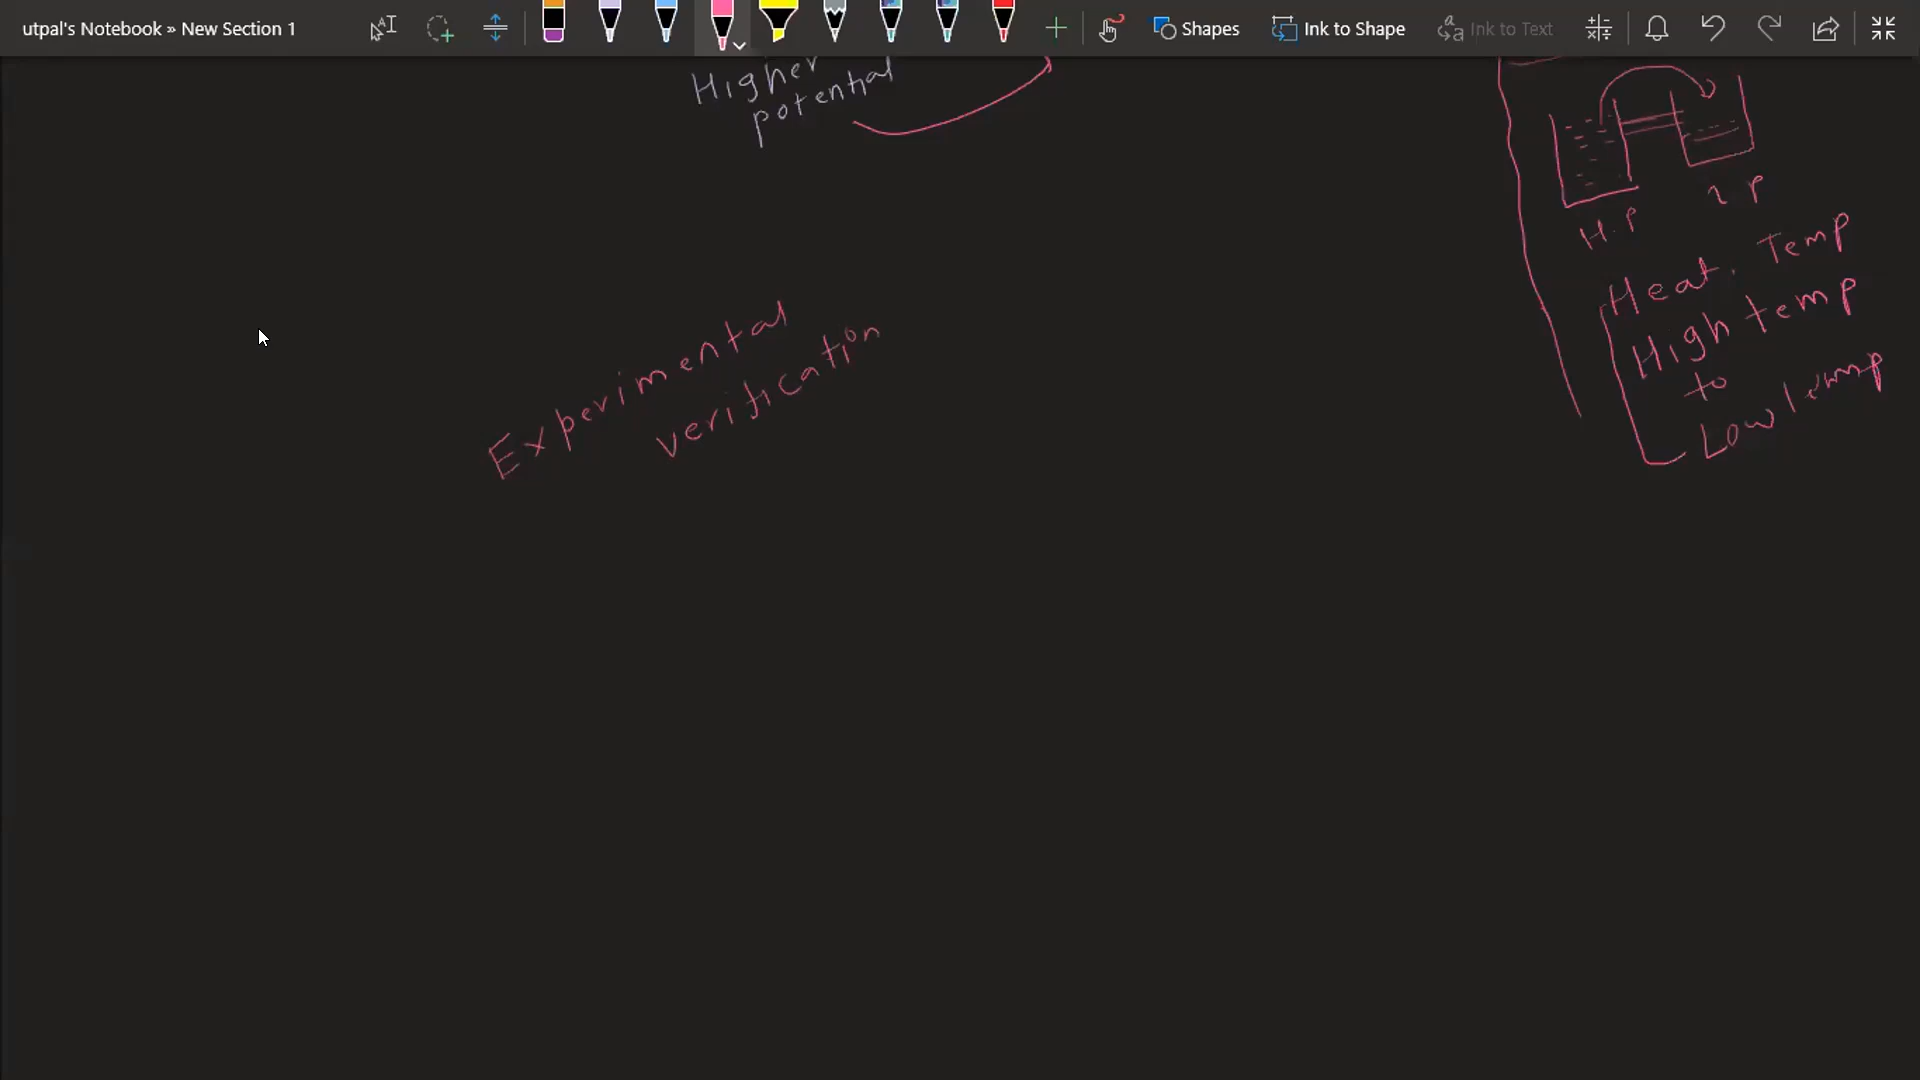 utpal's Notebook » New Section 1
Shapes
Ink to Shape
Ink to Text
Higher
potential
H.P
Heat, Temp
High temp
to
Low temp
Experimental
verification